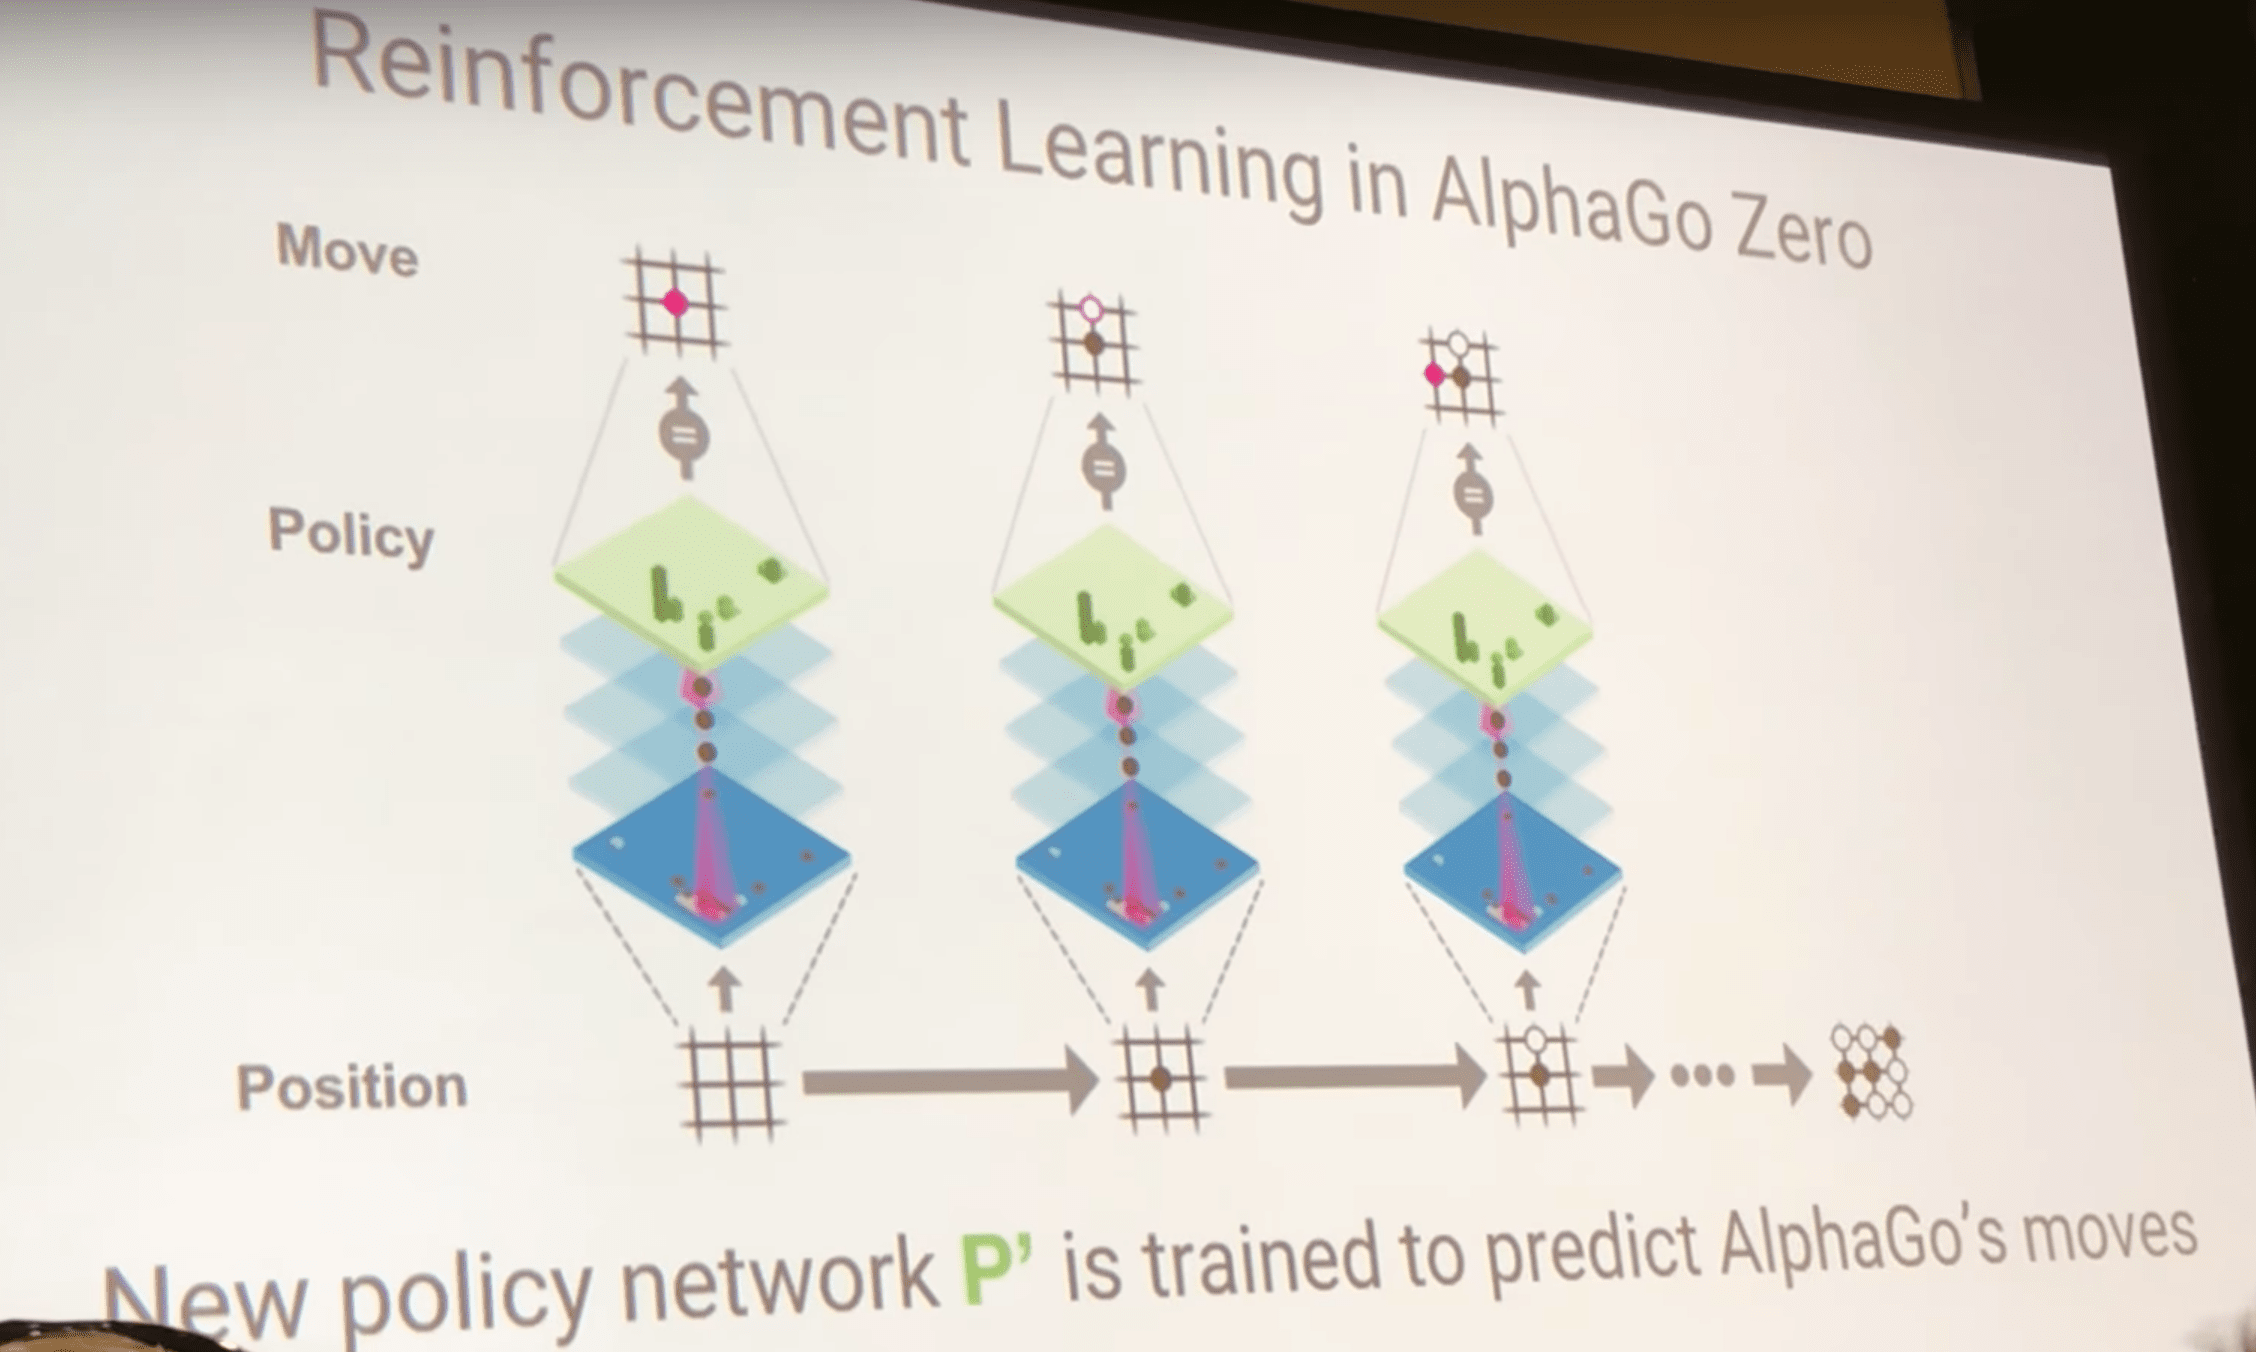 Reinforcement Learning in AlphaGo Zero
Move
Policy
Position
New policy network P' is trained to predict AlphaGo's moves